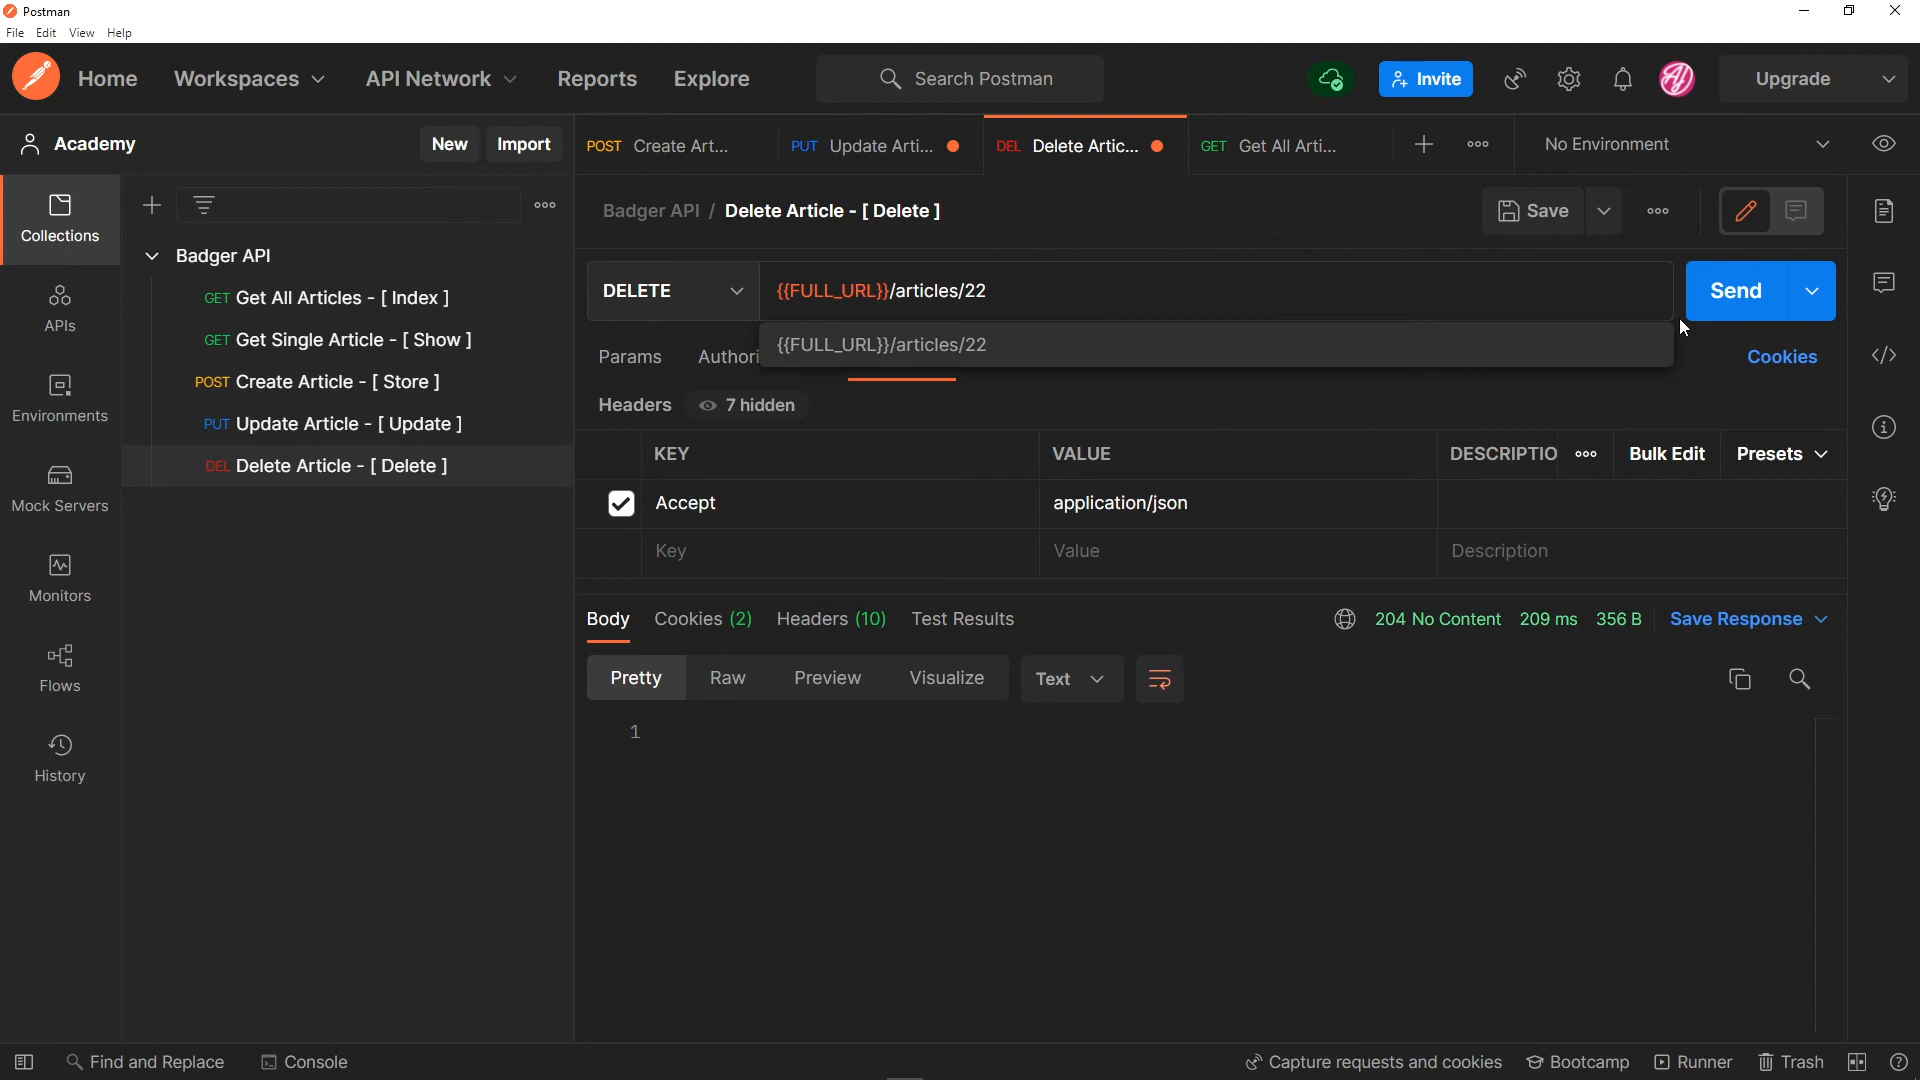 Postman
File Edit View Help
Home Workspaces API Network Reports Explore Search Postman Invite Upgrade
Academy New Import
POST Create Art... PUT Update Arti... DEL Delete Artic... GET Get All Arti... No Environment
Badger API / Delete Article - [ Delete ] Save
Collections
APIs
Environments
Mock Servers
Monitors
Flows
History
Badger API
GET Get All Articles - [ Index ]
GET Get Single Article - [ Show ]
POST Create Article - [ Store ]
PUT Update Article - [ Update ]
DEL Delete Article - [ Delete ]
DELETE {{FULL_URL}}/articles/22 Send
{{FULL_URL}}/articles/22
Params Authori Cookies
Headers 7 hidden
KEY VALUE DESCRIPTIO Bulk Edit Presets
Accept application/json
Key Value Description
Body Cookies (2) Headers (10) Test Results 204 No Content 209 ms 356 B Save Response
Pretty Raw Preview Visualize Text
1
Find and Replace Console Capture requests and cookies Bootcamp Runner Trash